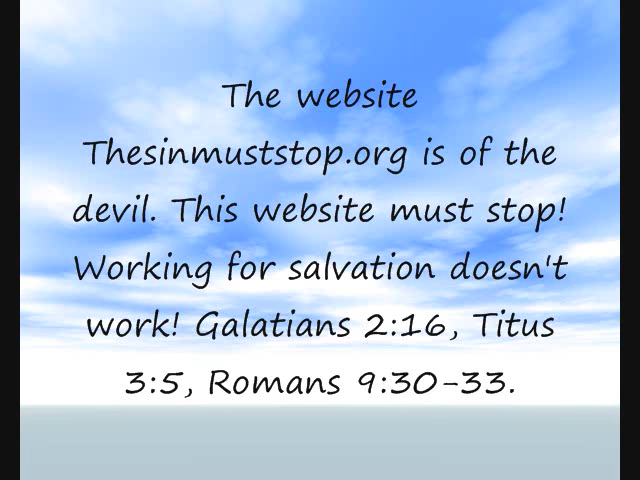 The website
Thesinmuststop.org is of the
devil. This website must stop!
Working for salvation doesn't
work! Galatians 2:16, Titus
3:5, Romans 9:30-33.